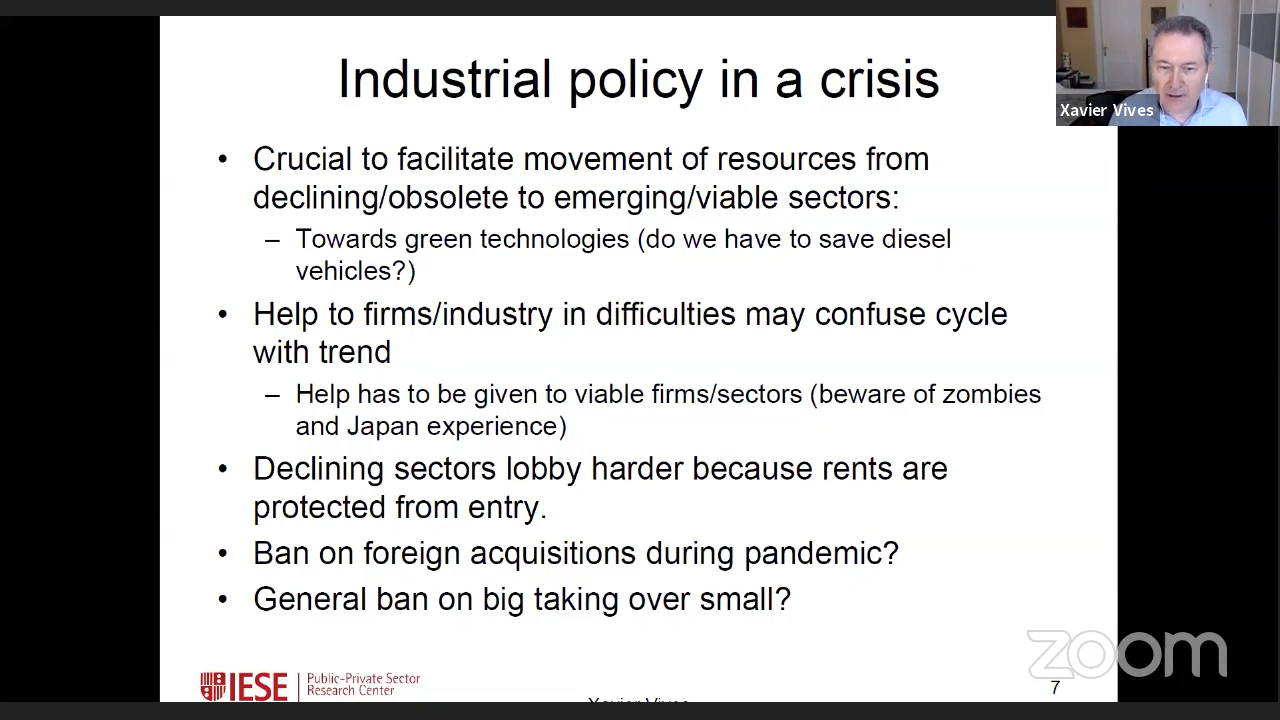 Industrial policy in a crisis
Xavier Vives
• Crucial to facilitate movement of resources from
declining/obsolete to emerging/viable sectors:
– Towards green technologies (do we have to save diesel
vehicles?)
• Help to firms/industry in difficulties may confuse cycle
with trend
– Help has to be given to viable firms/sectors (beware of zombies
and Japan experience)
• Declining sectors lobby harder because rents are
protected from entry.
• Ban on foreign acquisitions during pandemic?
• General ban on big taking over small?
zoom
IESE
Public-Private Sector
Research Center
7
Xavier Vives